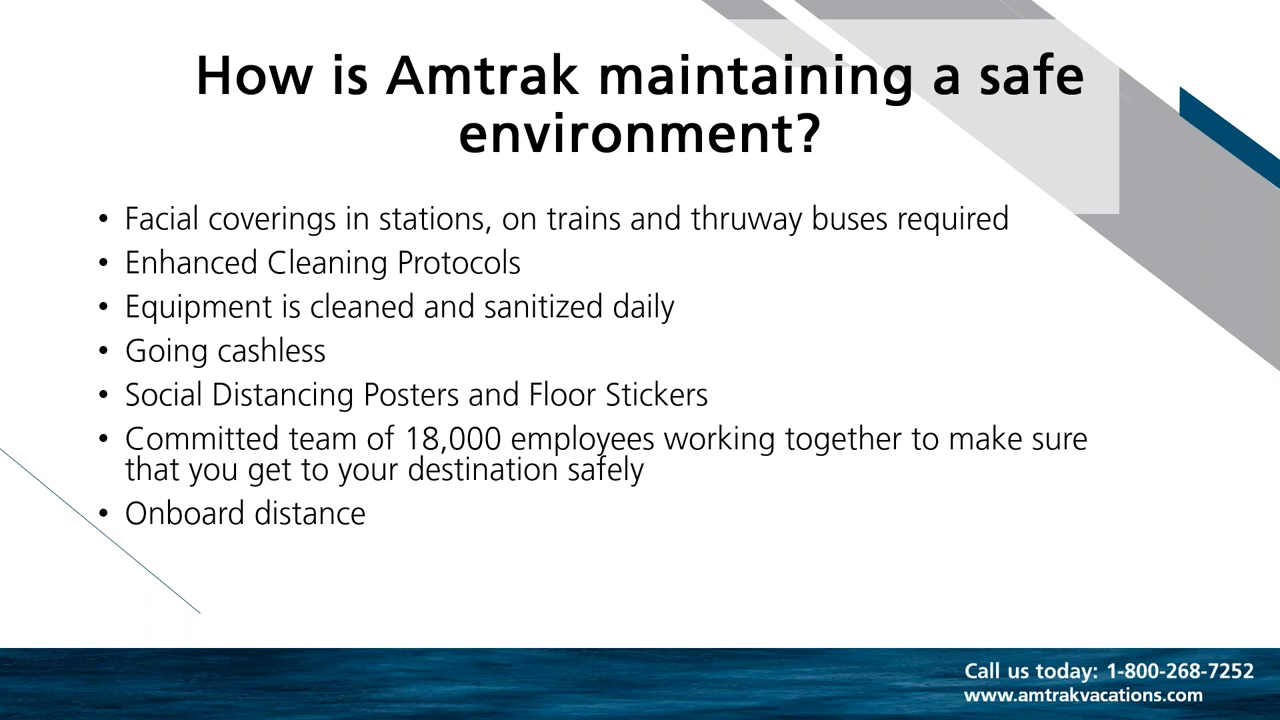 How is Amtrak maintaining a safe
environment?
• Facial coverings in stations, on trains and thruway buses required
• Enhanced Cleaning Protocols
• Equipment is cleaned and sanitized daily
• Going cashless
• Social Distancing Posters and Floor Stickers
• Committed team of 18,000 employees working together to make sure
that you get to your destination safely
• Onboard distance
Call us today: 1-800-268-7252
www.amtrakvacations.com